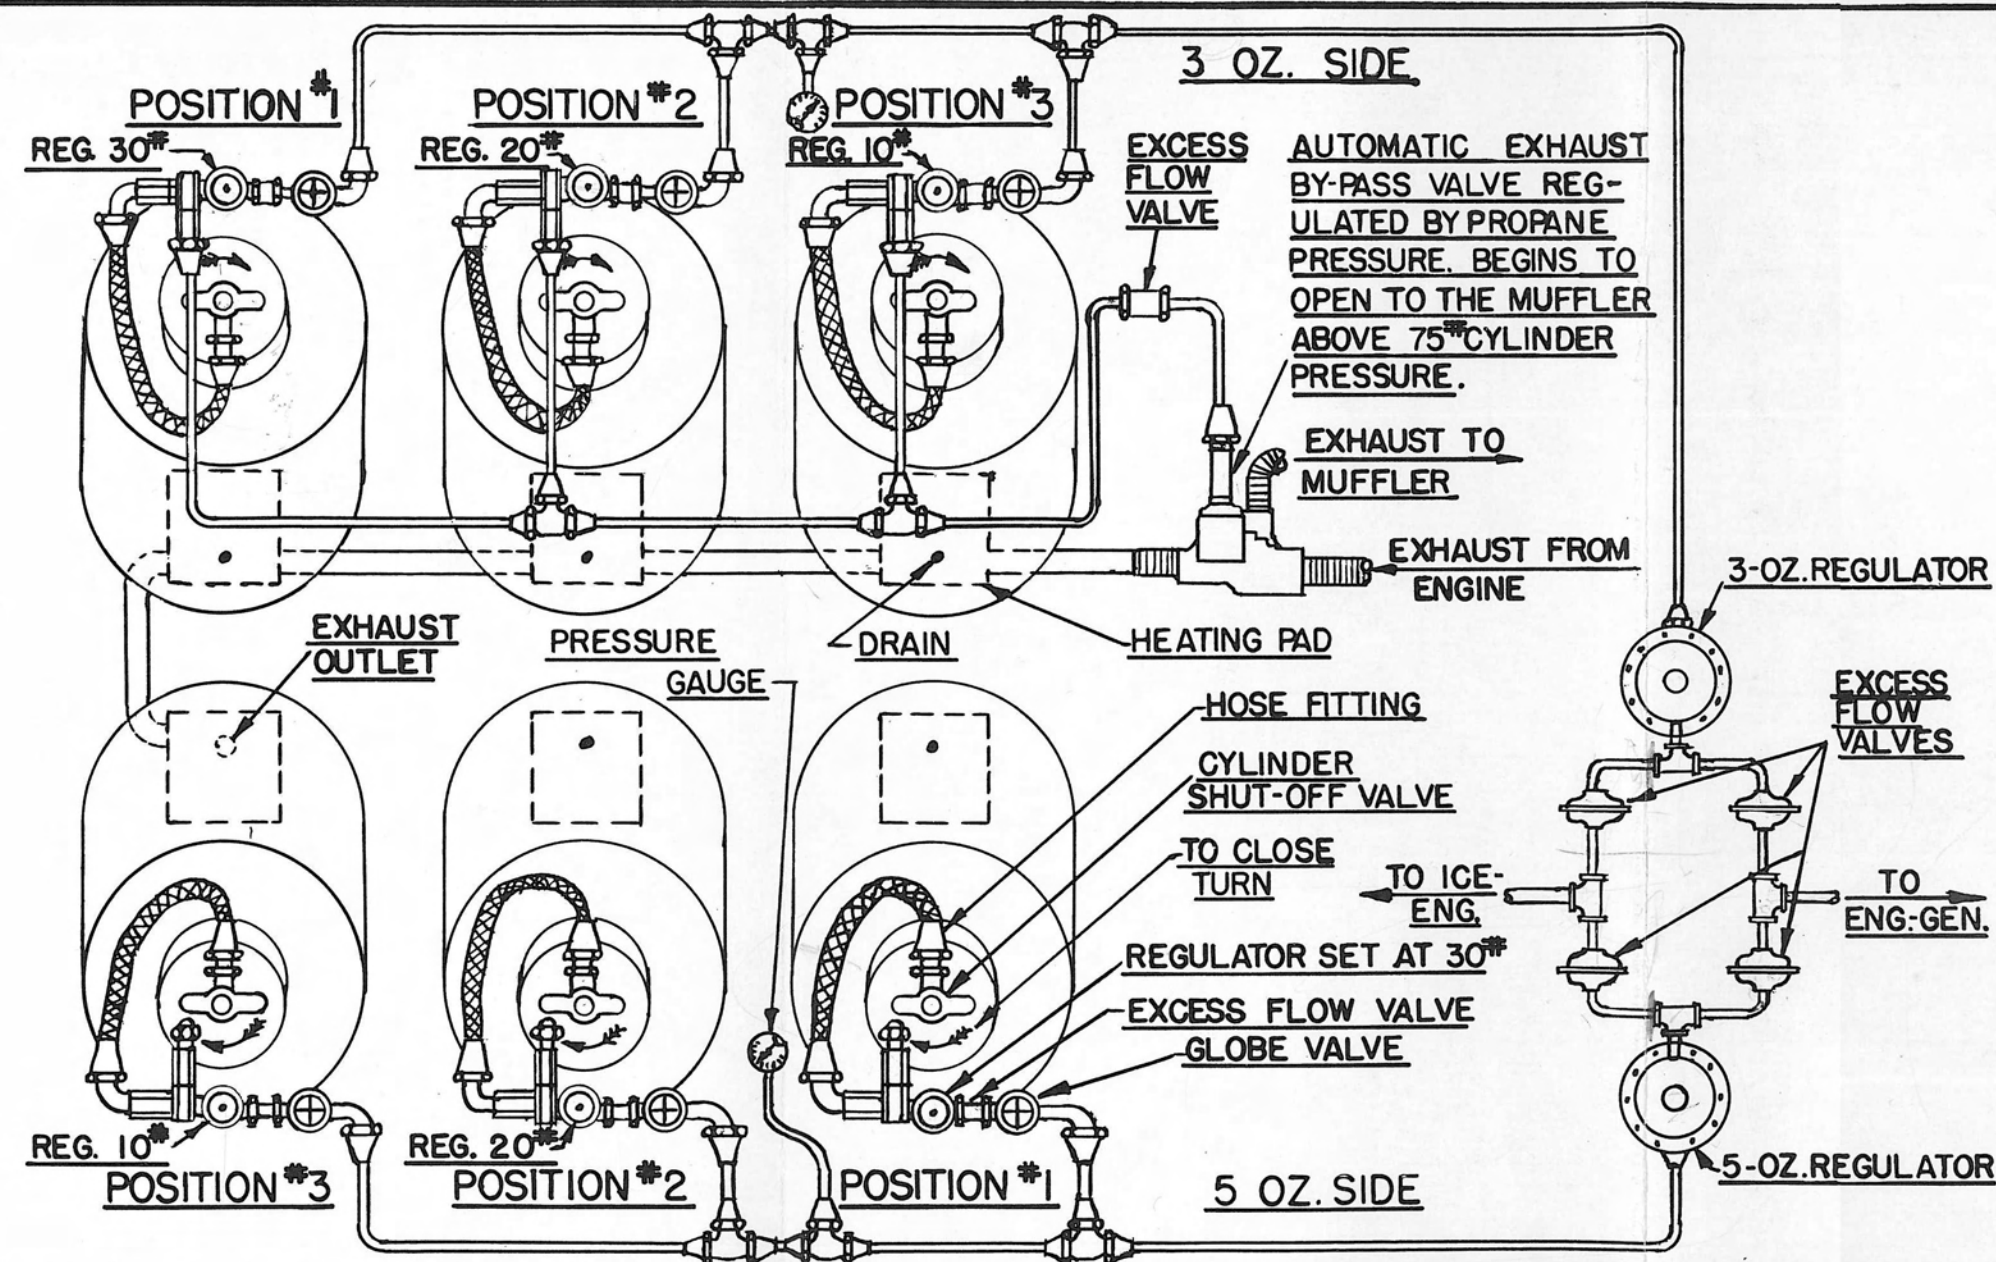 3 OZ. SIDE
POSITION #1
POSITION #2
POSITION #3
REG. 30#
REG. 20#
REG. 10#
EXCESS
FLOW
VALVE
AUTOMATIC EXHAUST
BY-PASS VALVE REG-
ULATED BY PROPANE
PRESSURE. BEGINS TO
OPEN TO THE MUFFLER
ABOVE 75# CYLINDER
PRESSURE.
EXHAUST TO
MUFFLER
EXHAUST FROM
ENGINE
3-OZ. REGULATOR
EXHAUST
OUTLET
PRESSURE
GAUGE
DRAIN
HEATING PAD
HOSE FITTING
EXCESS
FLOW
VALVES
CYLINDER
SHUT-OFF VALVE
TO CLOSE
TURN
TO ICE-
ENG.
TO
ENG.-GEN.
REGULATOR SET AT 30#
EXCESS FLOW VALVE
GLOBE VALVE
REG. 10#
REG. 20#
POSITION #3
POSITION #2
POSITION #1
5 OZ. SIDE
5-OZ. REGULATOR